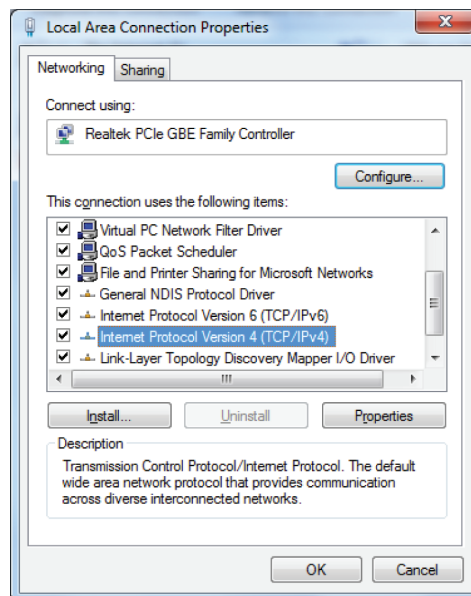 Local Area Connection Properties
Networking
Sharing
Connect using:
Realtek PCIe GBE Family Controller
Configure...
This connection uses the following items:
Virtual PC Network Filter Driver
QoS Packet Scheduler
File and Printer Sharing for Microsoft Networks
General NDIS Protocol Driver
Internet Protocol Version 6 (TCP/IPv6)
Internet Protocol Version 4 (TCP/IPv4)
Link-Layer Topology Discovery Mapper I/O Driver
Install...
Uninstall
Properties
Description
Transmission Control Protocol/Internet Protocol. The default
wide area network protocol that provides communication
across diverse interconnected networks.
OK
Cancel